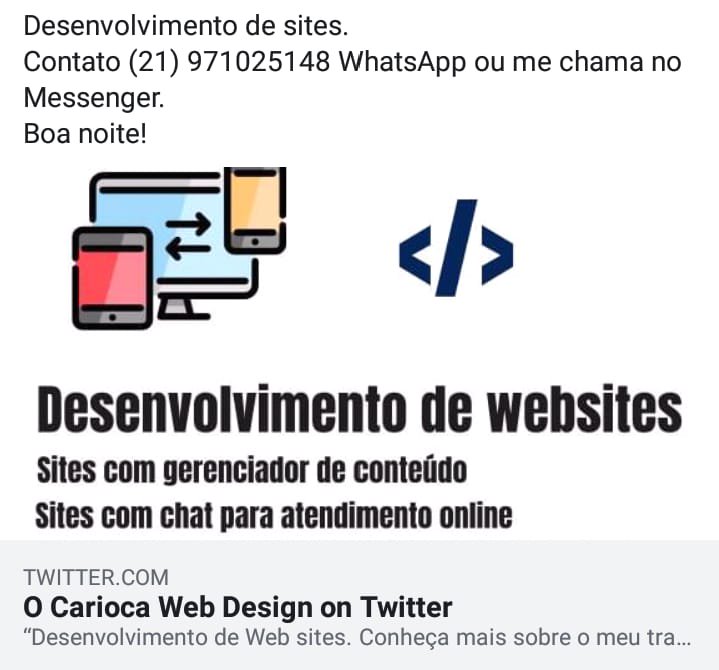 Desenvolvimento de sites.
Contato (21) 971025148 WhatsApp ou me chama no
Messenger.
Boa noite!
</>
Desenvolvimento de websites
Sites com gerenciador de conteúdo
Sites com chat para atendimento online
TWITTER.COM
O Carioca Web Design on Twitter
“Desenvolvimento de Web sites. Conheça mais sobre o meu tra...